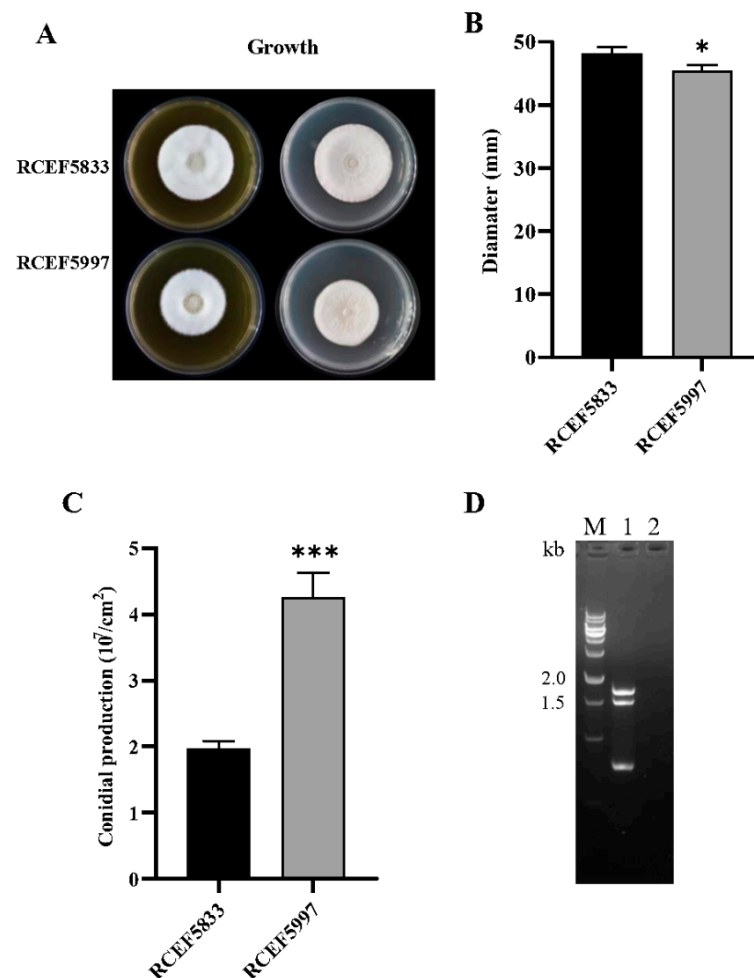 A
Growth
RCEF5833
RCEF5997
B
50
40
30
20
10
0
Diamater (mm)
*
RCEF5833
RCEF5997
C
5
4
3
2
1
0
Conidial production (10⁷/cm²)
***
RCEF5833
RCEF5997
D
M 1 2
kb
2.0
1.5